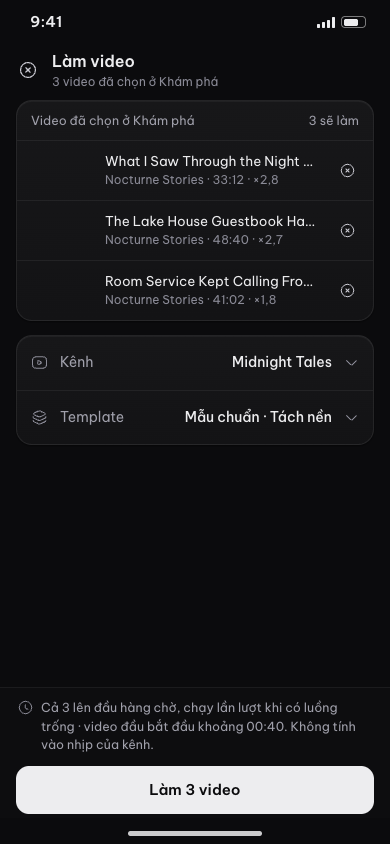 9:41
Làm video
3 video đã chọn ở Khám phá
Video đã chọn ở Khám phá 3 sẽ làm
What I Saw Through the Night ...
Nocturne Stories · 33:12 · ×2,8
The Lake House Guestbook Ha...
Nocturne Stories · 48:40 · ×2,7
Room Service Kept Calling Fro...
Nocturne Stories · 41:02 · ×1,8
Kênh Midnight Tales
Template Mẫu chuẩn · Tách nền
Cả 3 lên đầu hàng chờ, chạy lần lượt khi có luồng
trống · video đầu bắt đầu khoảng 00:40. Không tính
vào nhịp của kênh.
Làm 3 video